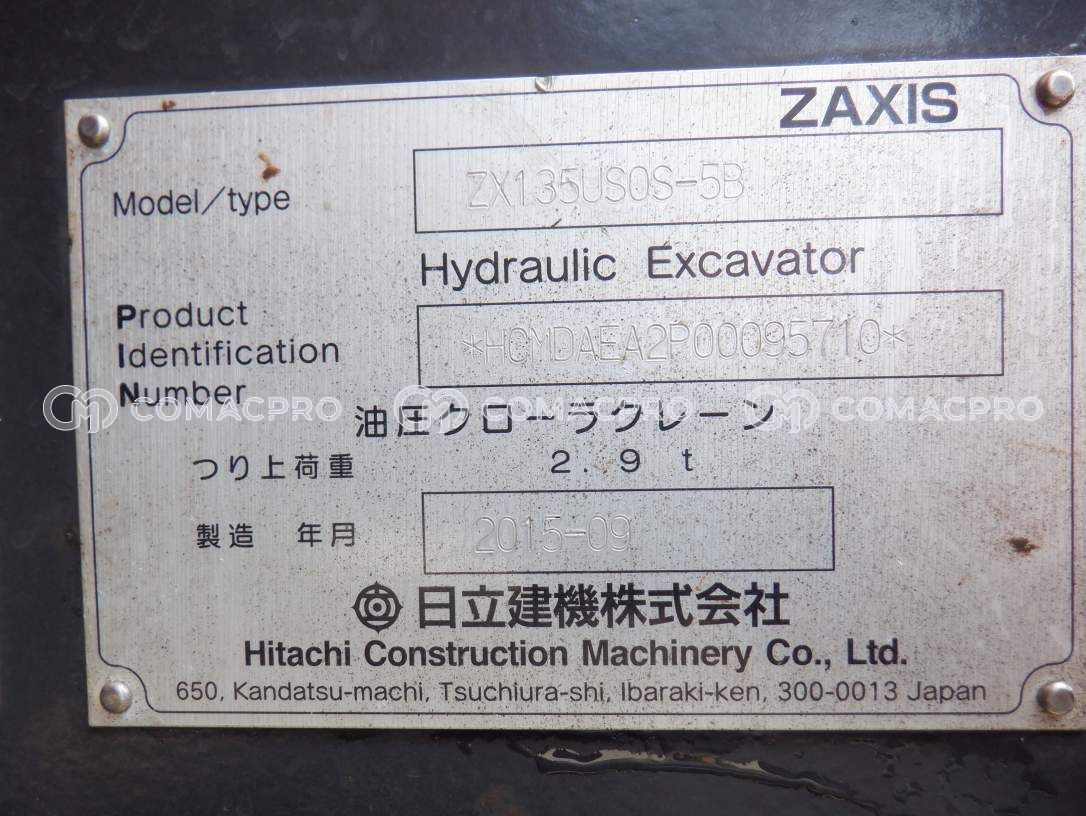 ZAXIS
Model/type ZX135USOS-5B
Hydraulic Excavator
Product
Identification
Number
*HCMDAEA2P00095710*
COMACPRO COMACPRO COMACPRO
油圧クローラクレーン
つり上荷重 2.9 t
製造 年月 2015-09
日立建機株式会社
Hitachi Construction Machinery Co., Ltd.
650, Kandatsu-machi, Tsuchiura-shi, Ibaraki-ken, 300-0013 Japan